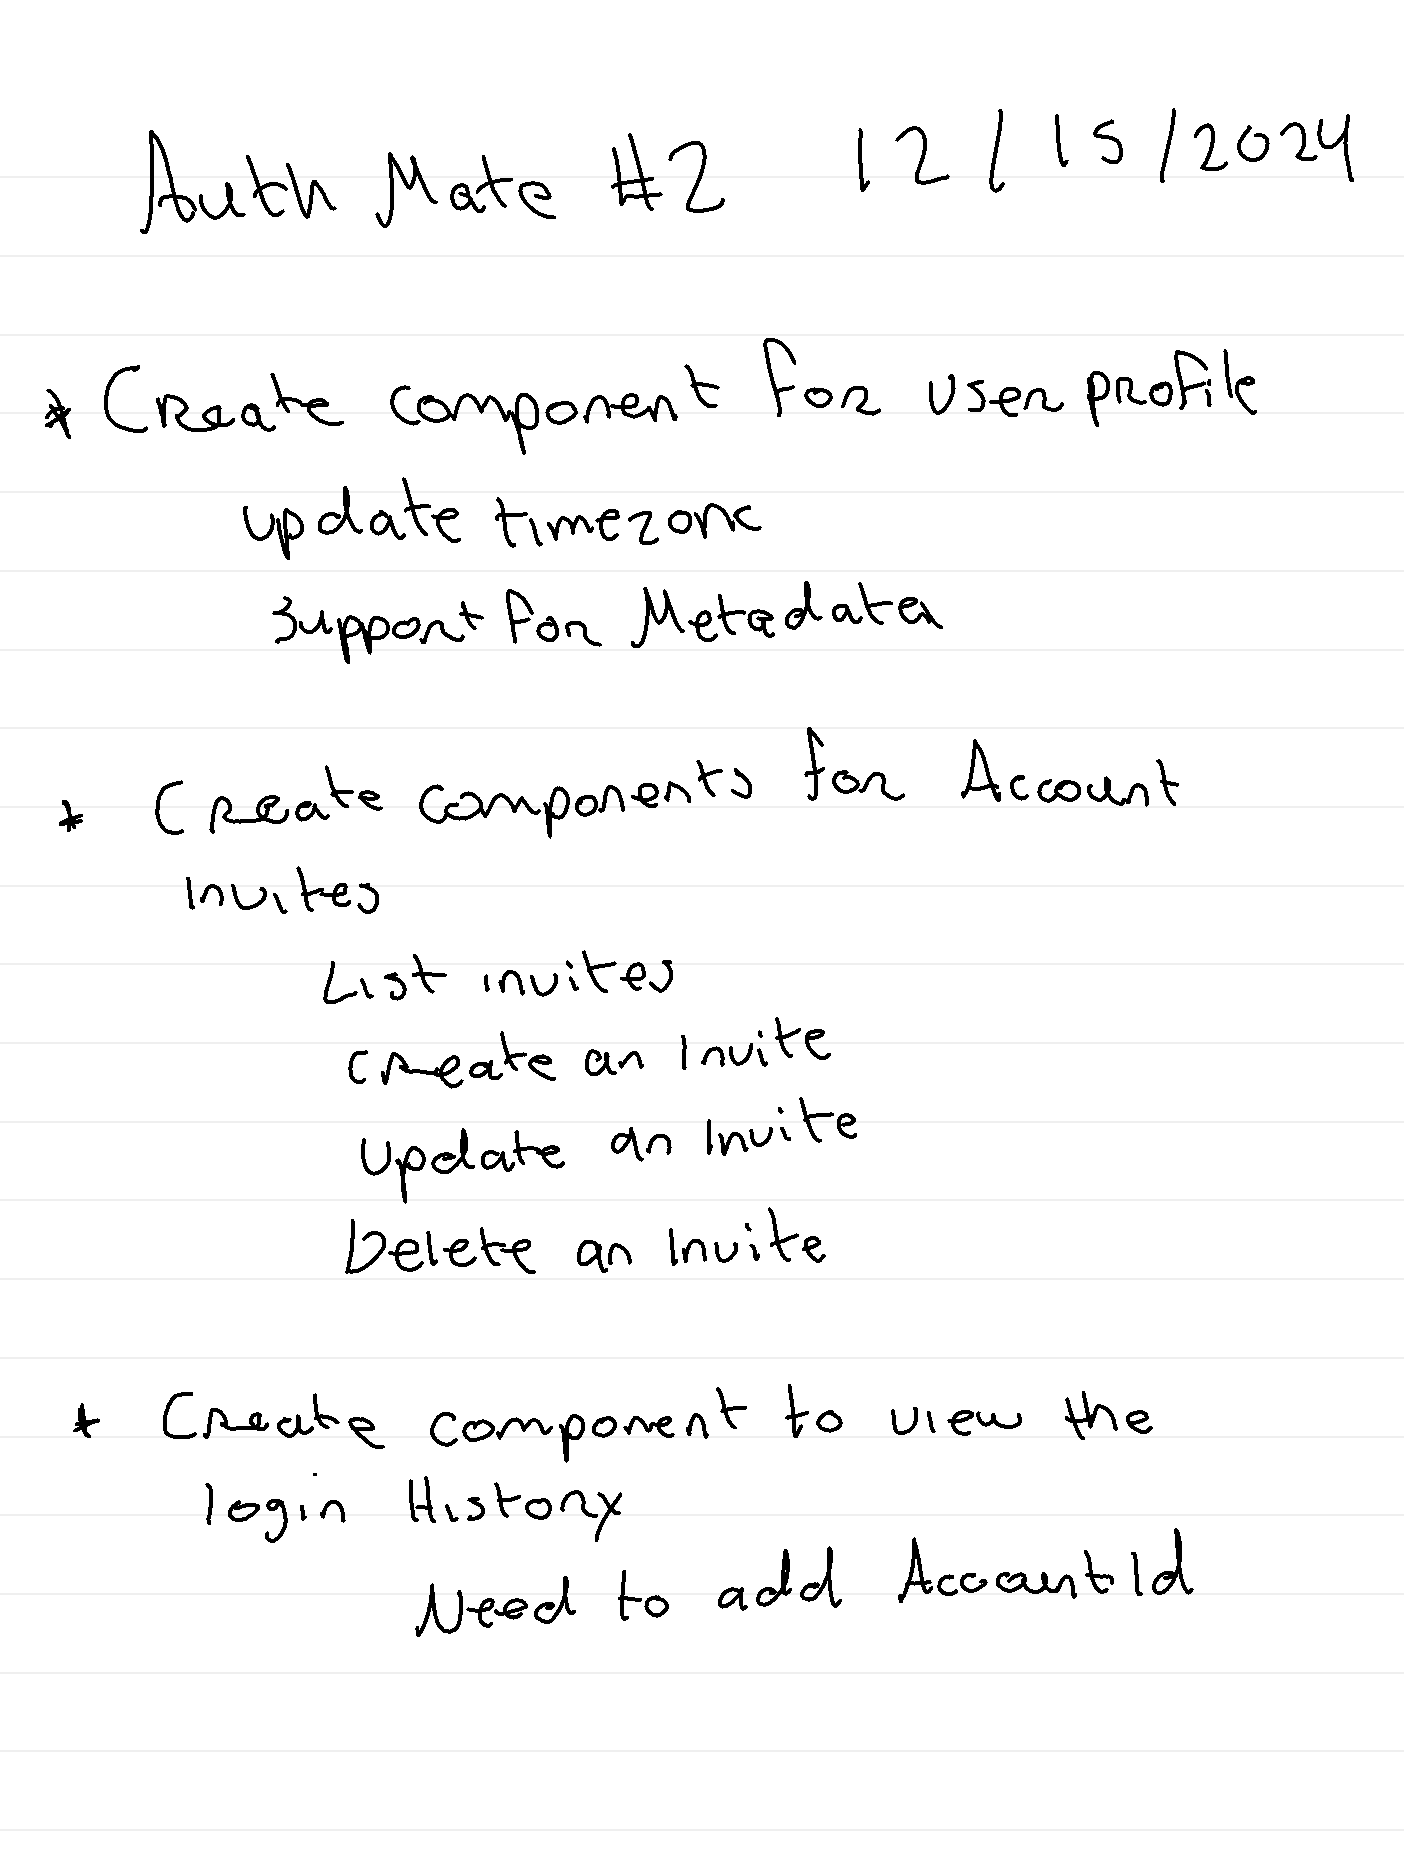 Auth Mate #2 12/15/2024
* Create component for user profile
update timezone
support for Metadata
* Create components for Account
Invites
List invites
Create an Invite
Update an Invite
Delete an Invite
* Create component to view the
login History
Need to add AccountId